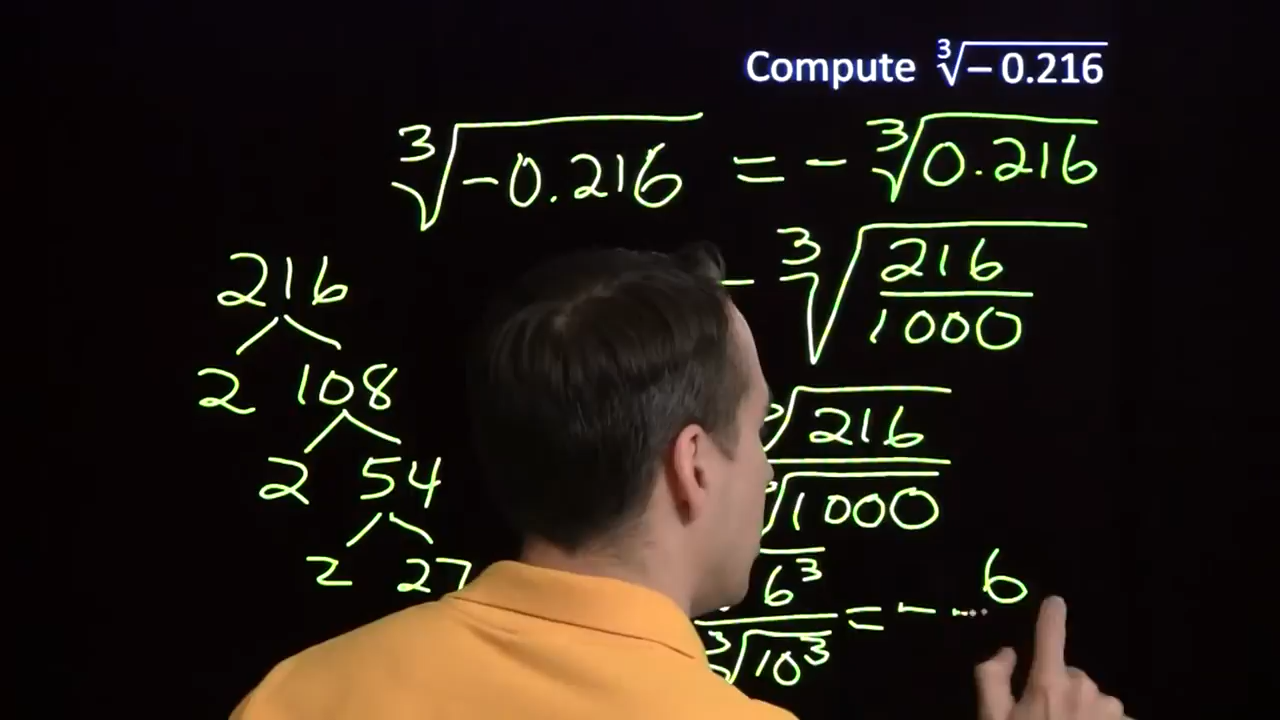 Compute ∛−0.216
∛−0.216 = − ∛0.216
− ∛(216/1000)
216
2 108
2 54
2 27
∛216
∛1000
6³
∛10³ = − 6